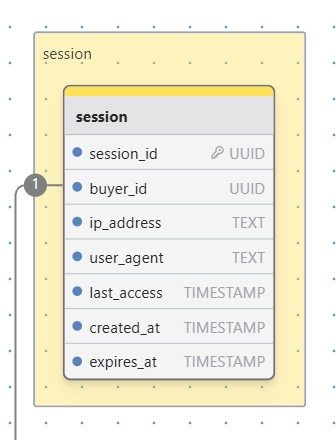 session
session
session_id UUID
1 buyer_id UUID
ip_address TEXT
user_agent TEXT
last_access TIMESTAMP
created_at TIMESTAMP
expires_at TIMESTAMP